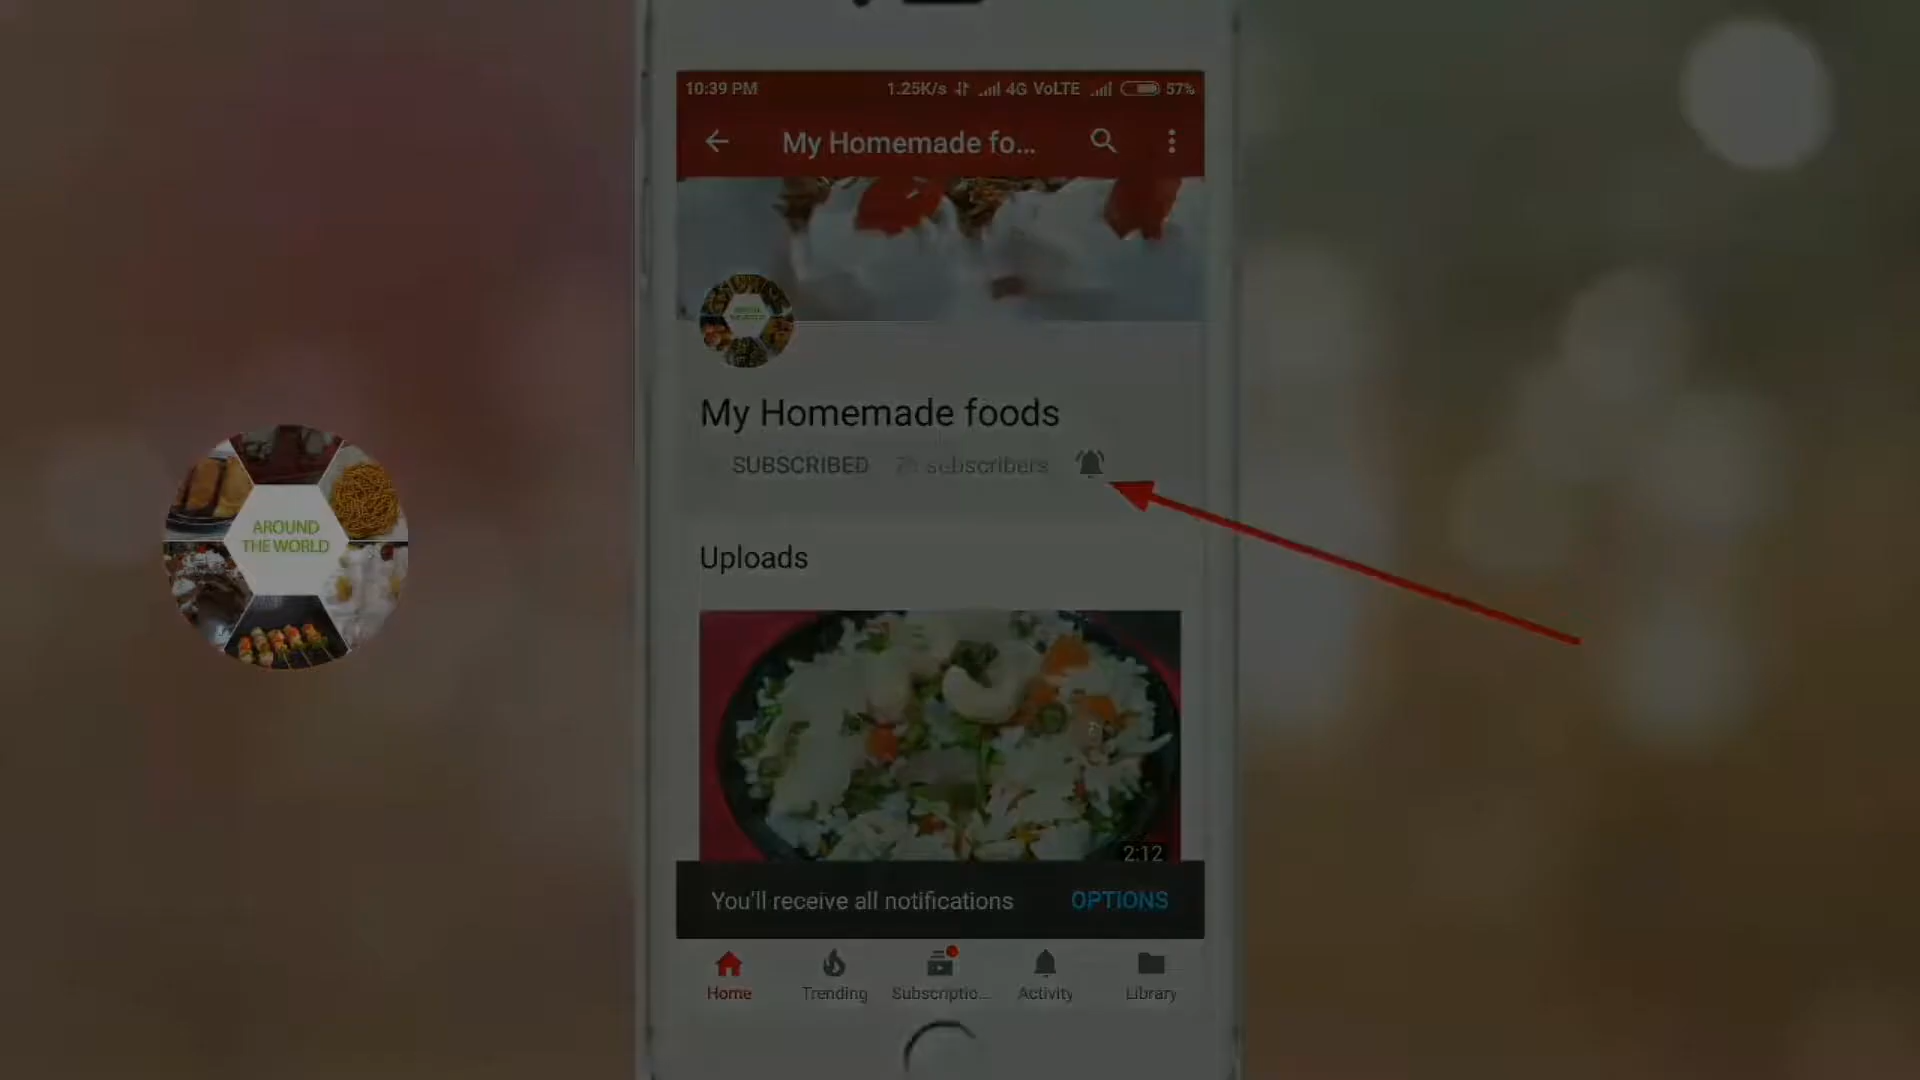 10:39 PM 1.25K/s 4G VoLTE 57%
My Homemade fo...
My Homemade foods
SUBSCRIBED subscribers
AROUND
THE WORLD
Uploads
2:12
You'll receive all notifications OPTIONS
Home Trending Subscriptio... Activity Library